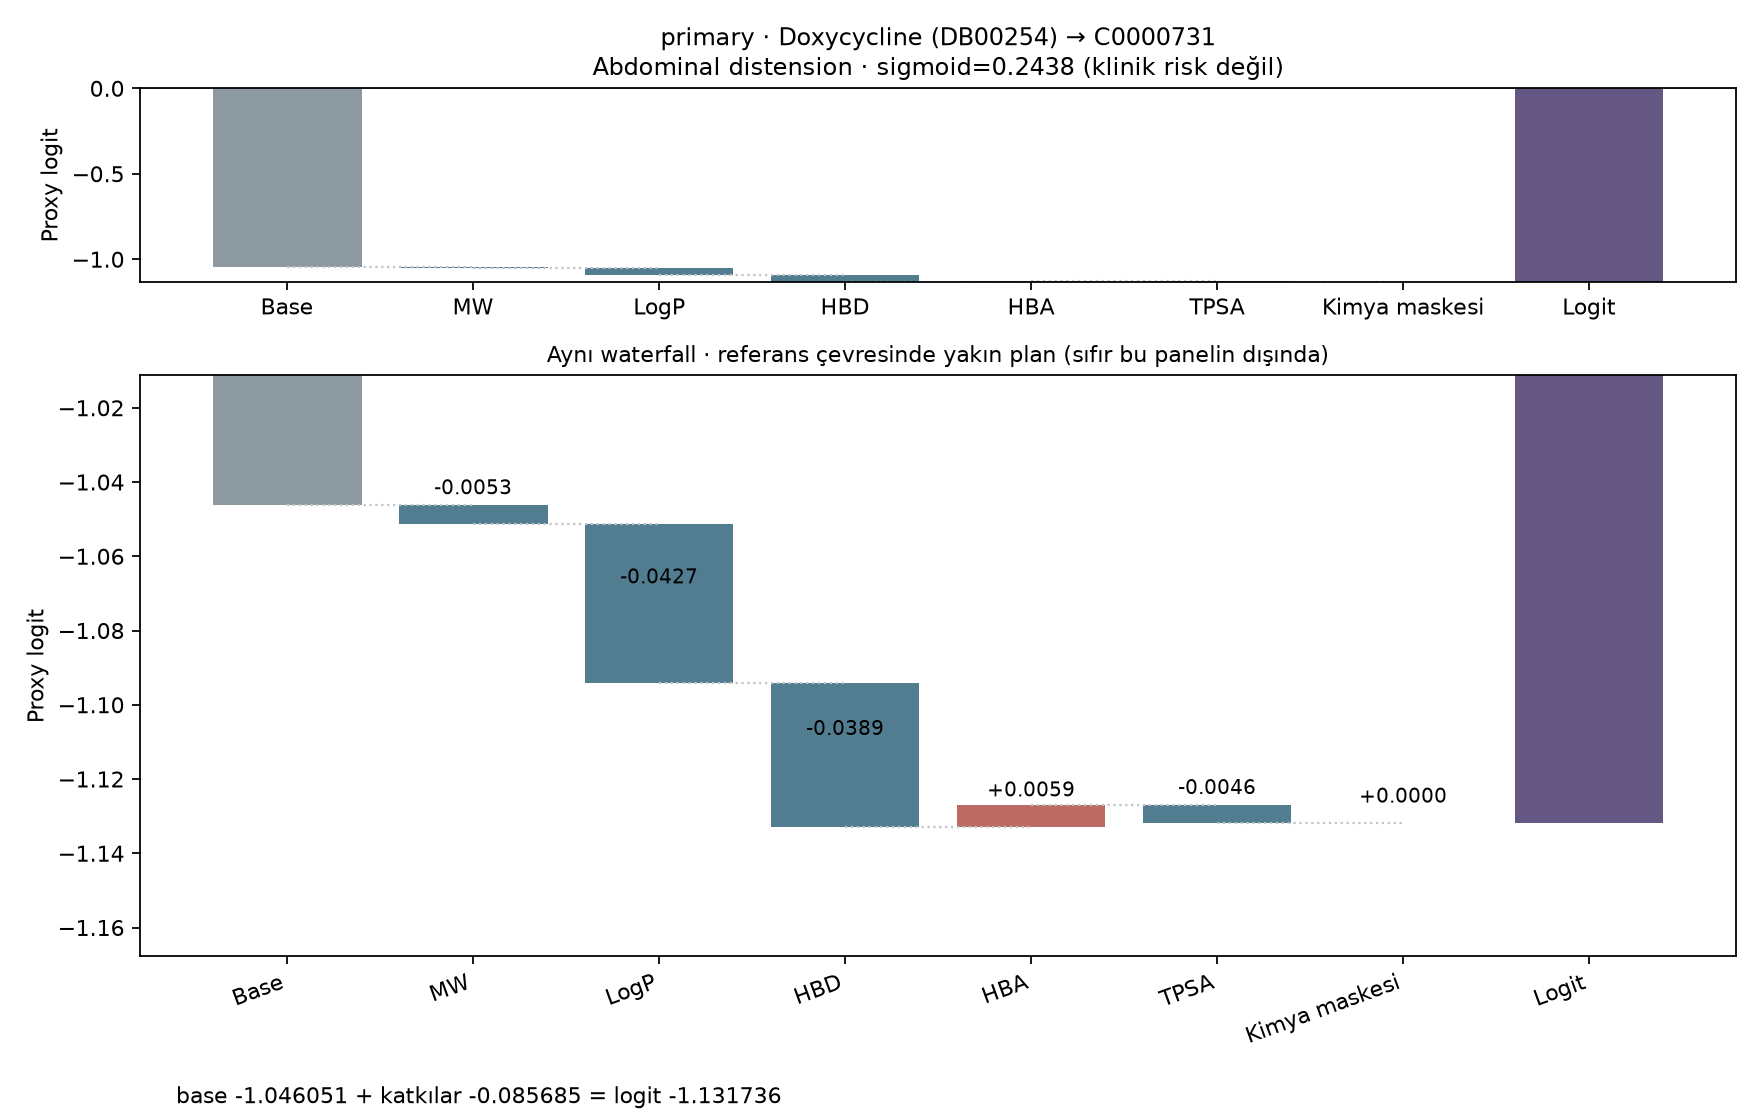 primary · Doxycycline (DB00254) → C0000731
Abdominal distension · sigmoid=0.2438 (klinik risk değil)
Proxy logit
0.0
−0.5
−1.0
Base MW LogP HBD HBA TPSA Kimya maskesi Logit
Aynı waterfall · referans çevresinde yakın plan (sıfır bu panelin dışında)
Proxy logit
−1.02
−1.04
−1.06
−1.08
−1.10
−1.12
−1.14
−1.16
-0.0053
-0.0427
-0.0389
+0.0059
-0.0046
+0.0000
Base MW LogP HBD HBA TPSA Kimya maskesi Logit
base -1.046051 + katkılar -0.085685 = logit -1.131736